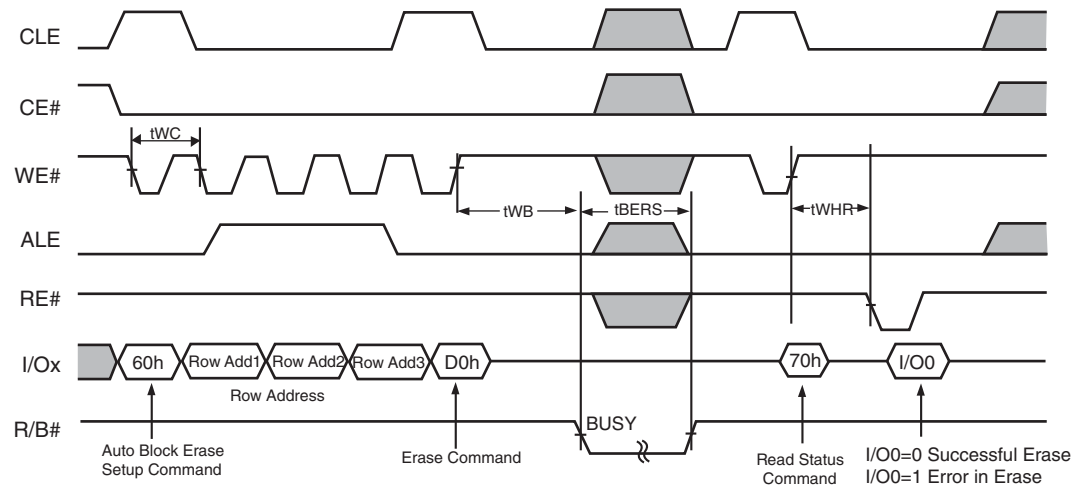 CLE
CE#
tWC
WE#
tWB
tBERS
tWHR
ALE
RE#
I/Ox
60h
Row Add1
Row Add2
Row Add3
D0h
70h
I/O0
Row Address
R/B#
BUSY
Auto Block Erase
Setup Command
Erase Command
Read Status
Command
I/O0=0 Successful Erase
I/O0=1 Error in Erase